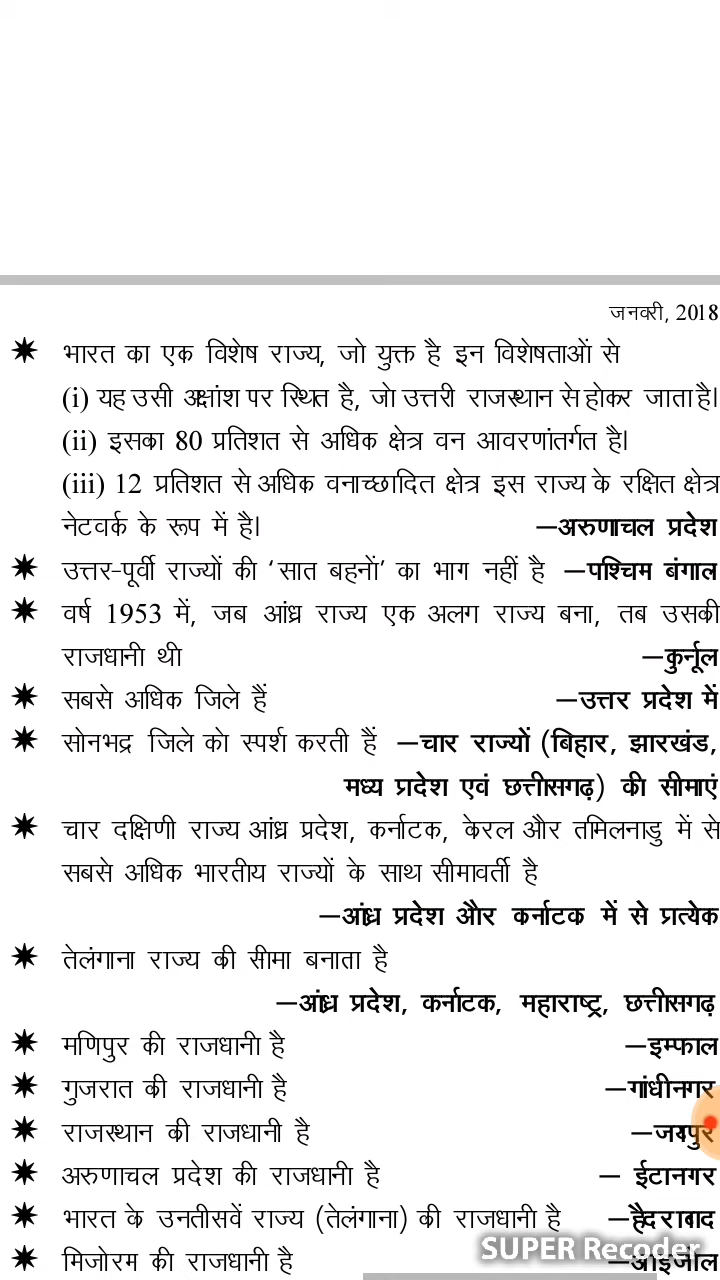 जनवरी, 2018
✷ भारत का एक विशेष राज्य, जो युक्त है इन विशेषताओं से
(i) यह उसी अक्षांश पर स्थित है, जो उत्तरी राजस्थान से होकर जाता है।
(ii) इसका 80 प्रतिशत से अधिक क्षेत्र वन आवरणांतर्गत है।
(iii) 12 प्रतिशत से अधिक वनाच्छादित क्षेत्र इस राज्य के रक्षित क्षेत्र
नेटवर्क के रूप में है। —अरुणाचल प्रदेश
✷ उत्तर-पूर्वी राज्यों की ‘सात बहनों’ का भाग नहीं है —पश्चिम बंगाल
✷ वर्ष 1953 में, जब आंध्र राज्य एक अलग राज्य बना, तब उसकी
राजधानी थी —कुर्नूल
✷ सबसे अधिक जिले हैं —उत्तर प्रदेश में
✷ सोनभद्र जिले को स्पर्श करती हैं —चार राज्यों (बिहार, झारखंड,
मध्य प्रदेश एवं छत्तीसगढ़) की सीमाएं
✷ चार दक्षिणी राज्य आंध्र प्रदेश, कर्नाटक, केरल और तमिलनाडु में से
सबसे अधिक भारतीय राज्यों के साथ सीमावर्ती है
—आंध्र प्रदेश और कर्नाटक में से प्रत्येक
✷ तेलंगाना राज्य की सीमा बनाता है
—आंध्र प्रदेश, कर्नाटक, महाराष्ट्र, छत्तीसगढ़
✷ मणिपुर की राजधानी है —इम्फाल
✷ गुजरात की राजधानी है —गांधीनगर
✷ राजस्थान की राजधानी है —जयपुर
✷ अरुणाचल प्रदेश की राजधानी है — ईटानगर
✷ भारत के उनतीसवें राज्य (तेलंगाना) की राजधानी है —हैदराबाद
✷ मिजोरम की राजधानी है —आइजोल
SUPER Recoder